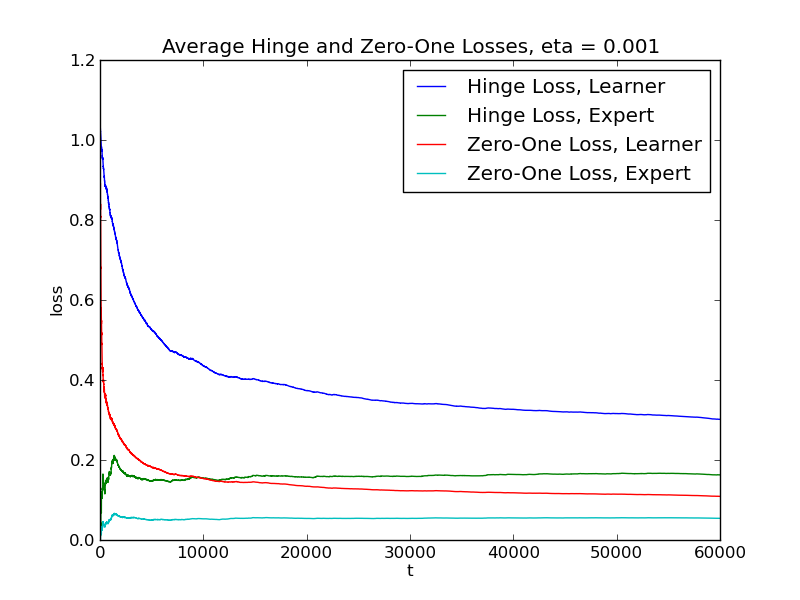 Average Hinge and Zero-One Losses, eta = 0.001
1.2
1.0
0.8
0.6
0.4
0.2
0.0
loss
Hinge Loss, Learner
Hinge Loss, Expert
Zero-One Loss, Learner
Zero-One Loss, Expert
0 10000 20000 30000 40000 50000 60000
t